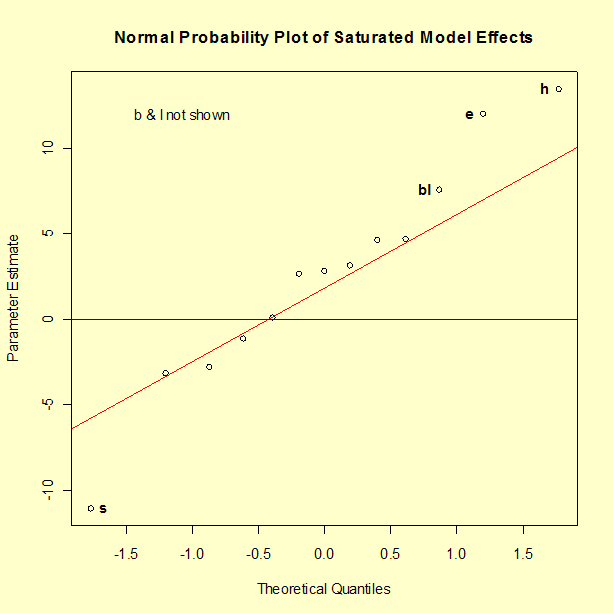 Normal Probability Plot of Saturated Model Effects
b & l not shown
h
e
bl
s
10
5
0
-5
-10
Parameter Estimate
-1.5 -1.0 -0.5 0.0 0.5 1.0 1.5
Theoretical Quantiles